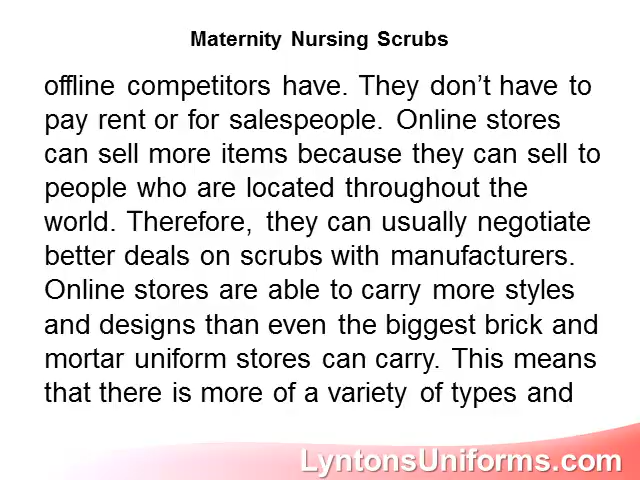 Maternity Nursing Scrubs
offline competitors have. They don’t have to
pay rent or for salespeople. Online stores
can sell more items because they can sell to
people who are located throughout the
world. Therefore, they can usually negotiate
better deals on scrubs with manufacturers.
Online stores are able to carry more styles
and designs than even the biggest brick and
mortar uniform stores can carry. This means
that there is more of a variety of types and
LyntonsUniforms.com